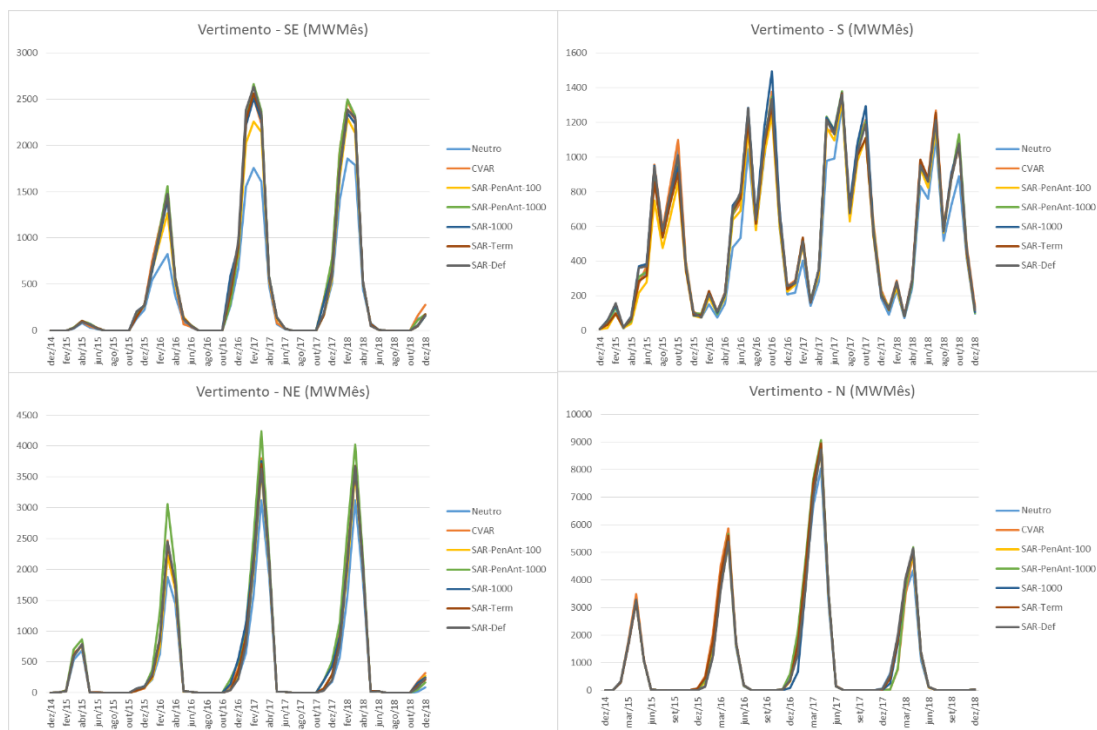 Vertimento - SE (MWMês)
3000
2500
2000
1500
1000
500
0
dez/14
fev/15
abr/15
jun/15
ago/15
out/15
dez/15
fev/16
abr/16
jun/16
ago/16
out/16
dez/16
fev/17
abr/17
jun/17
ago/17
out/17
dez/17
fev/18
abr/18
jun/18
ago/18
out/18
dez/18
Neutro
CVAR
SAR-PenAnt-100
SAR-PenAnt-1000
SAR-1000
SAR-Term
SAR-Def
Vertimento - S (MWMês)
1600
1400
1200
1000
800
600
400
200
0
dez/14
fev/15
abr/15
jun/15
ago/15
out/15
dez/15
fev/16
abr/16
jun/16
ago/16
out/16
dez/16
fev/17
abr/17
jun/17
ago/17
out/17
dez/17
fev/18
abr/18
jun/18
ago/18
out/18
dez/18
Neutro
CVAR
SAR-PenAnt-100
SAR-PenAnt-1000
SAR-1000
SAR-Term
SAR-Def
Vertimento - NE (MWMês)
4500
4000
3500
3000
2500
2000
1500
1000
500
0
dez/14
fev/15
abr/15
jun/15
ago/15
out/15
dez/15
fev/16
abr/16
jun/16
ago/16
out/16
dez/16
fev/17
abr/17
jun/17
ago/17
out/17
dez/17
fev/18
abr/18
jun/18
ago/18
out/18
dez/18
Neutro
CVAR
SAR-PenAnt-100
SAR-PenAnt-1000
SAR-1000
SAR-Term
SAR-Def
Vertimento - N (MWMês)
10000
9000
8000
7000
6000
5000
4000
3000
2000
1000
0
dez/14
mar/15
jun/15
set/15
dez/15
mar/16
jun/16
set/16
dez/16
mar/17
jun/17
set/17
dez/17
mar/18
jun/18
set/18
dez/18
Neutro
CVAR
SAR-PenAnt-100
SAR-PenAnt-1000
SAR-1000
SAR-Term
SAR-Def